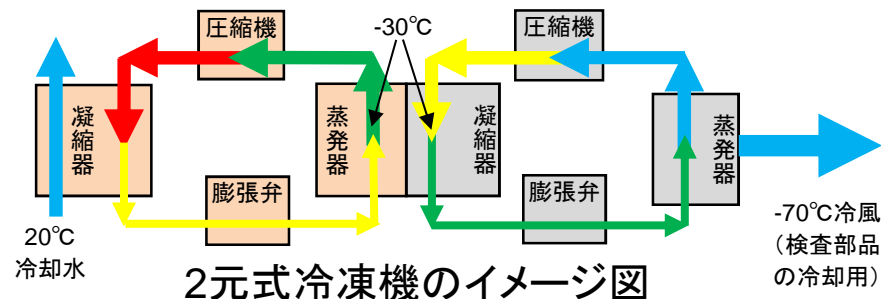 圧縮機
-30℃
圧縮機
凝縮器
蒸発器
凝縮器
蒸発器
膨張弁
膨張弁
20℃
冷却水
-70℃冷風
（検査部品
の冷却用）
2元式冷凍機のイメージ図